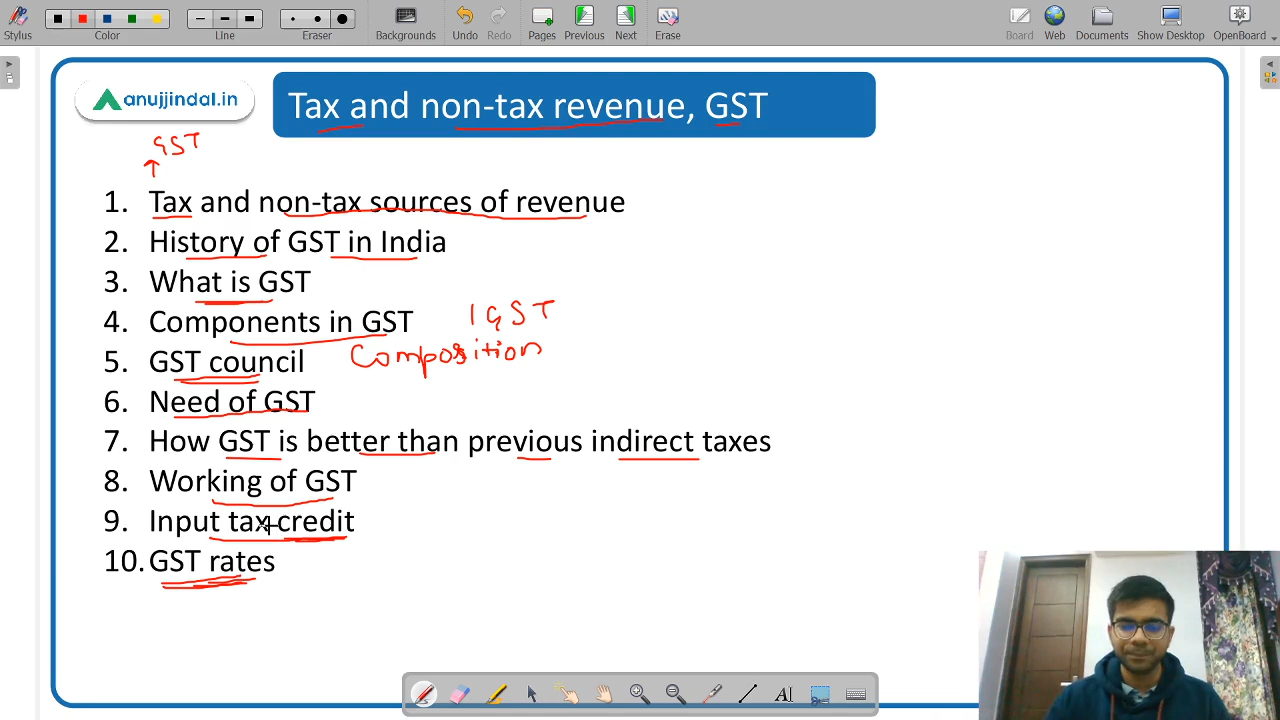 Stylus
Color
Line
Eraser
Backgrounds
Undo
Redo
Pages
Previous
Next
Erase
Board
Web
Documents
Show Desktop
OpenBoard
anujjindal.in
Tax and non-tax revenue, GST
GST
1. Tax and non-tax sources of revenue
2. History of GST in India
3. What is GST
4. Components in GST
IGST
5. GST council
Composition
6. Need of GST
7. How GST is better than previous indirect taxes
8. Working of GST
9. Input tax credit
10. GST rates